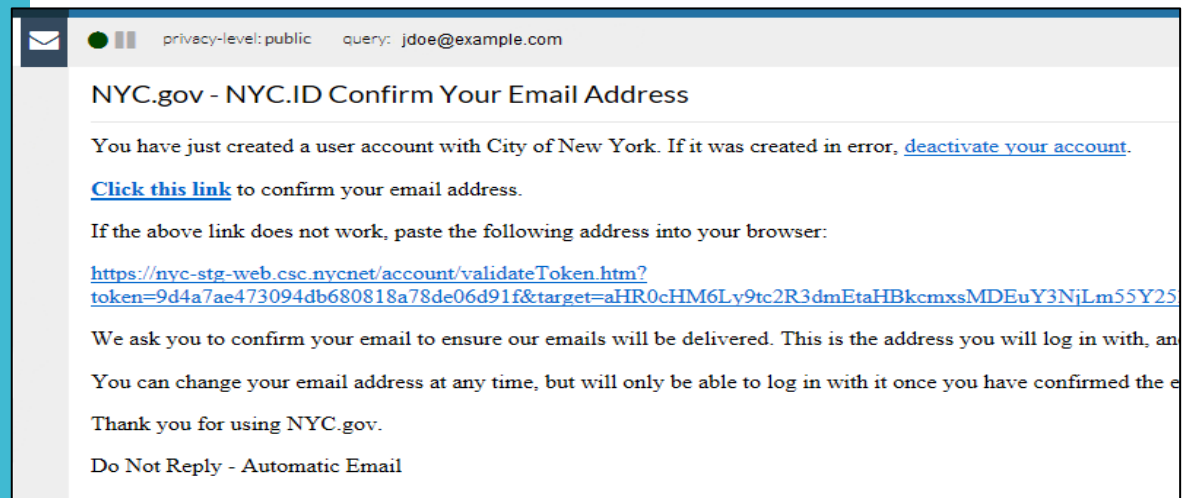 privacy-level: public query: jdoe@example.com
NYC.gov - NYC.ID Confirm Your Email Address
You have just created a user account with City of New York. If it was created in error, deactivate your account.
Click this link to confirm your email address.
If the above link does not work, paste the following address into your browser:
https://nyc-stg-web.csc.nycnet/account/validateToken.htm?
token=9d4a7ae473094db680818a78de06d91f&target=aHR0cHM6Ly9tc2R3dmEtaHBkcmxsMDEuY3NjLm55Y25
We ask you to confirm your email to ensure our emails will be delivered. This is the address you will log in with, an
You can change your email address at any time, but will only be able to log in with it once you have confirmed the e
Thank you for using NYC.gov.
Do Not Reply - Automatic Email